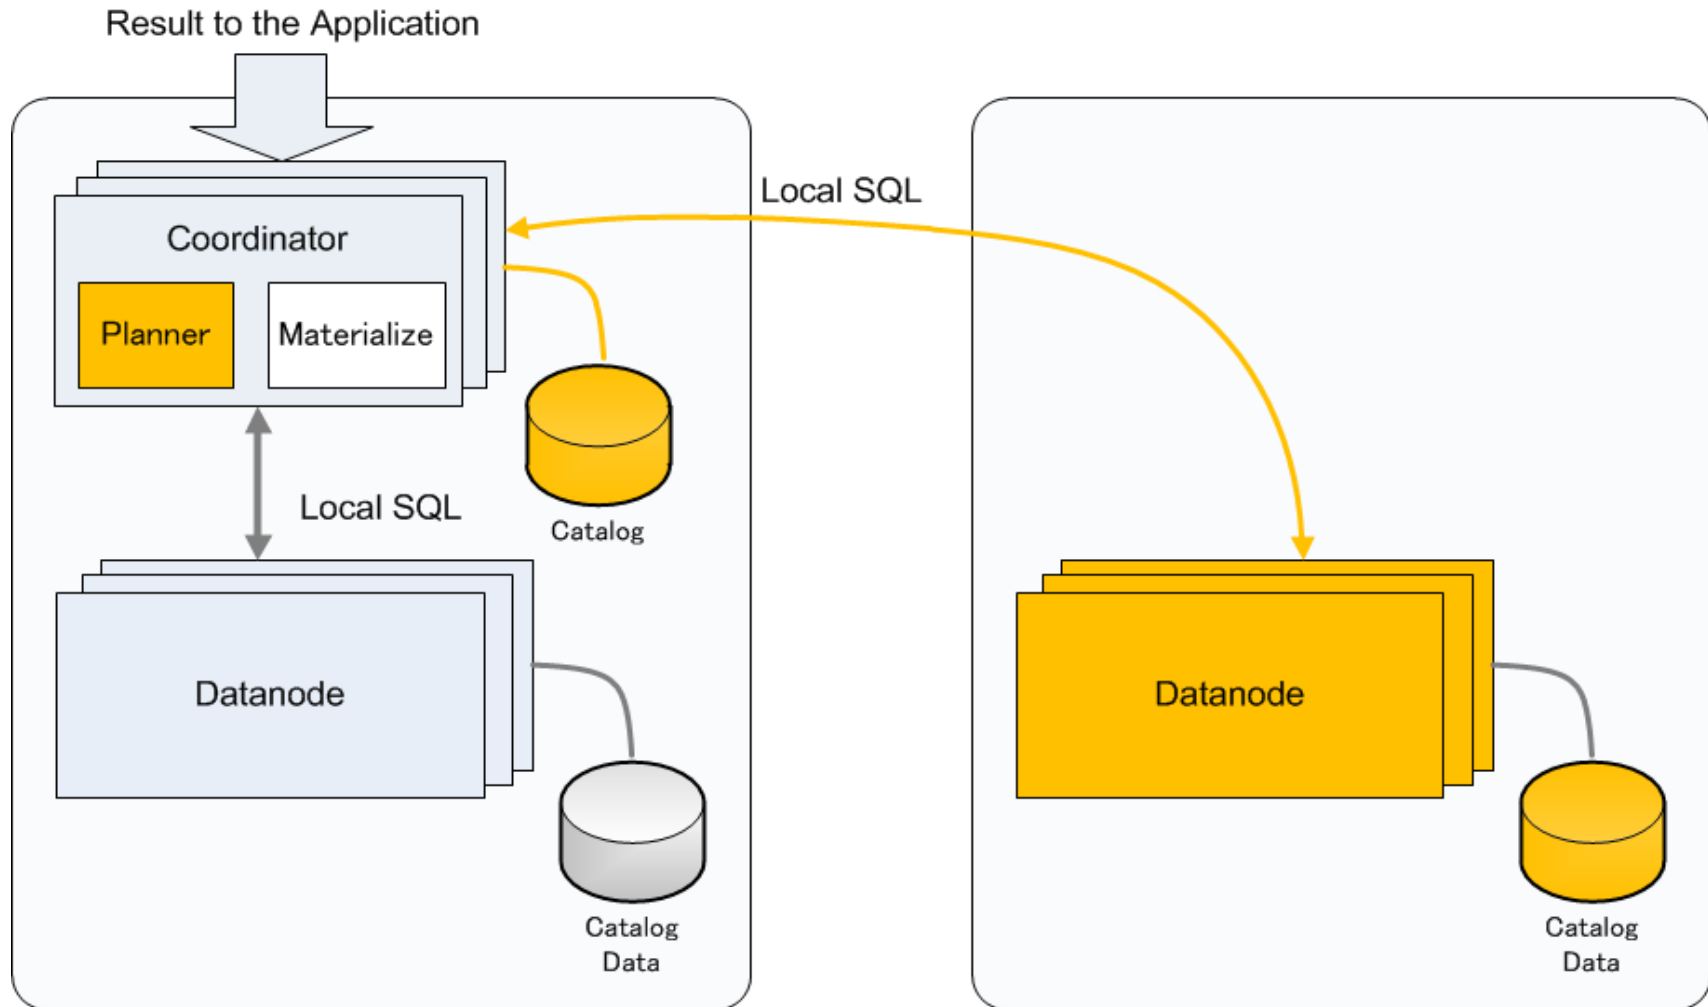 Result to the Application
Local SQL
Coordinator
Planner
Materialize
Local SQL
Catalog
Datanode
Datanode
Catalog
Data
Catalog
Data